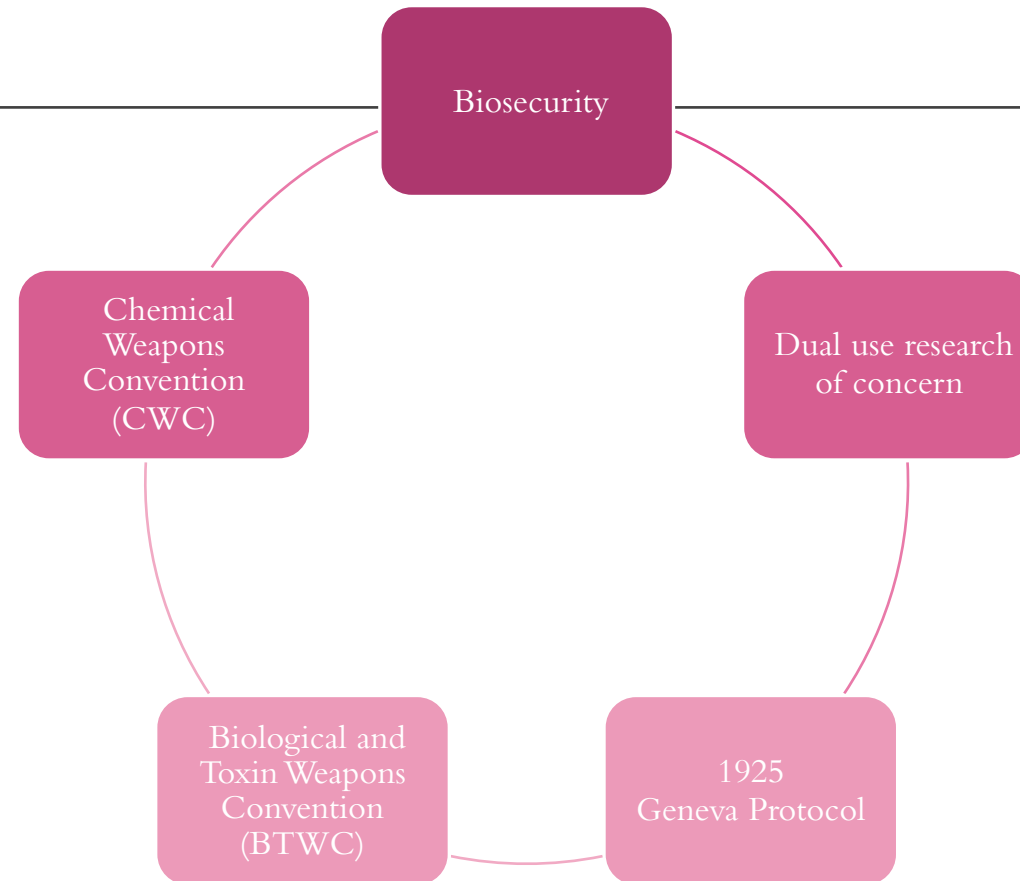 Biosecurity
Dual use research
of concern
1925
Geneva Protocol
Biological and
Toxin Weapons
Convention
(BTWC)
Chemical
Weapons
Convention
(CWC)